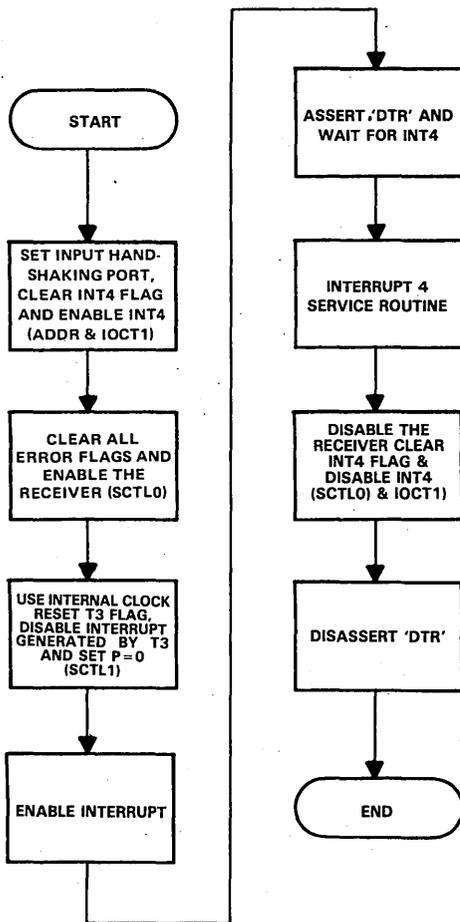 START
SET INPUT HAND-
SHAKING PORT,
CLEAR INT4 FLAG
AND ENABLE INT4
(ADDR & IOCT1)
CLEAR ALL
ERROR FLAGS AND
ENABLE THE
RECEIVER (SCTL0)
USE INTERNAL CLOCK
RESET T3 FLAG,
DISABLE INTERRUPT
GENERATED BY T3
AND SET P=0
(SCTL1)
ENABLE INTERRUPT
ASSERT 'DTR' AND
WAIT FOR INT4
INTERRUPT 4
SERVICE ROUTINE
DISABLE THE
RECEIVER CLEAR
INT4 FLAG &
DISABLE INT4
(SCTL0) & IOCT1)
DISASSERT 'DTR'
END